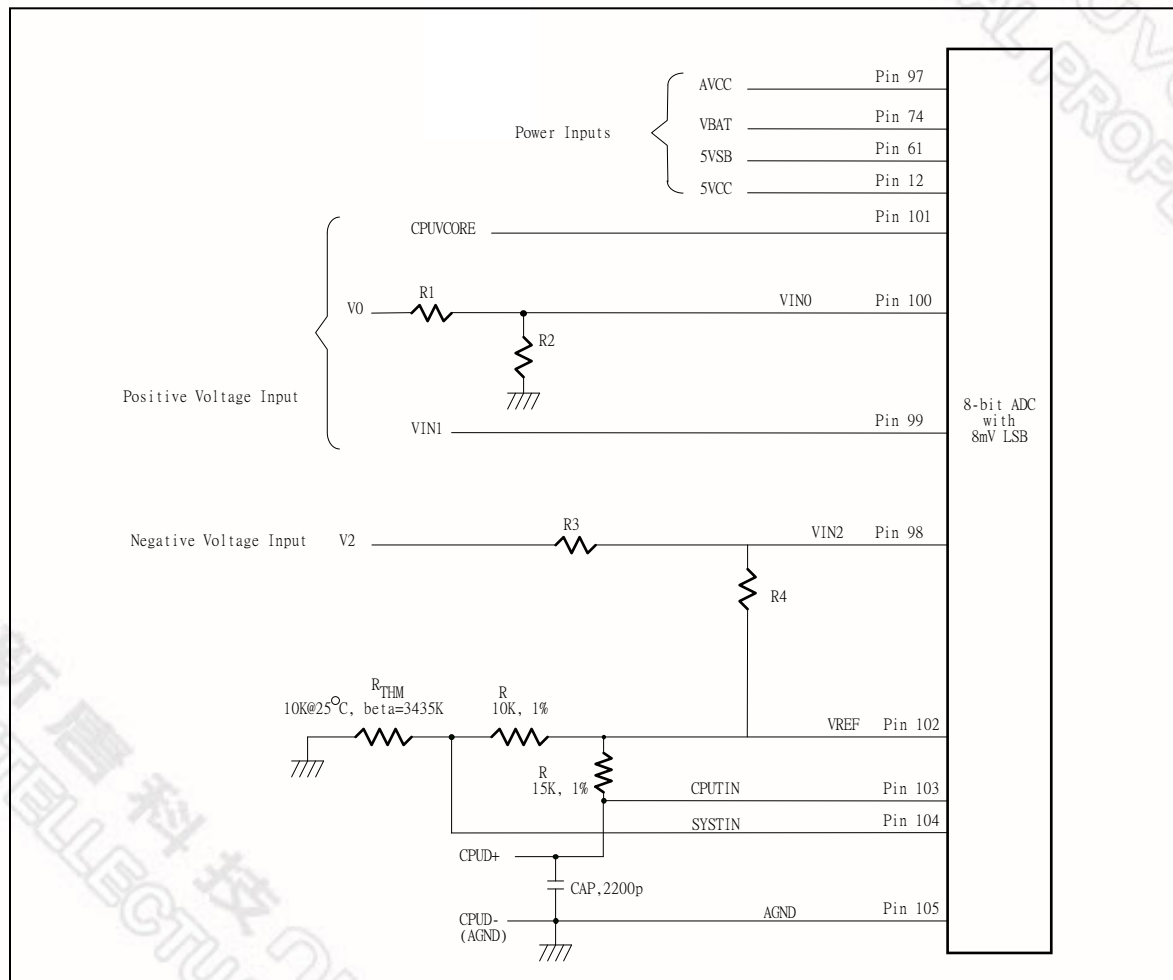 AVCC Pin 97
VBAT Pin 74
Power Inputs
5VSB Pin 61
5VCC Pin 12
CPUVCORE Pin 101
R1
V0 VIN0 Pin 100
R2
Positive Voltage Input
8-bit ADC
with
8mV LSB
VIN1 Pin 99
R3
Negative Voltage Input V2 VIN2 Pin 98
R4
RTHM
10K@25°C, beta=3435K
R
10K, 1%
VREF Pin 102
R
15K, 1%
CPUTIN Pin 103
SYSTIN Pin 104
CPUD+
CAP,2200p
CPUD-
(AGND)
AGND Pin 105
科技